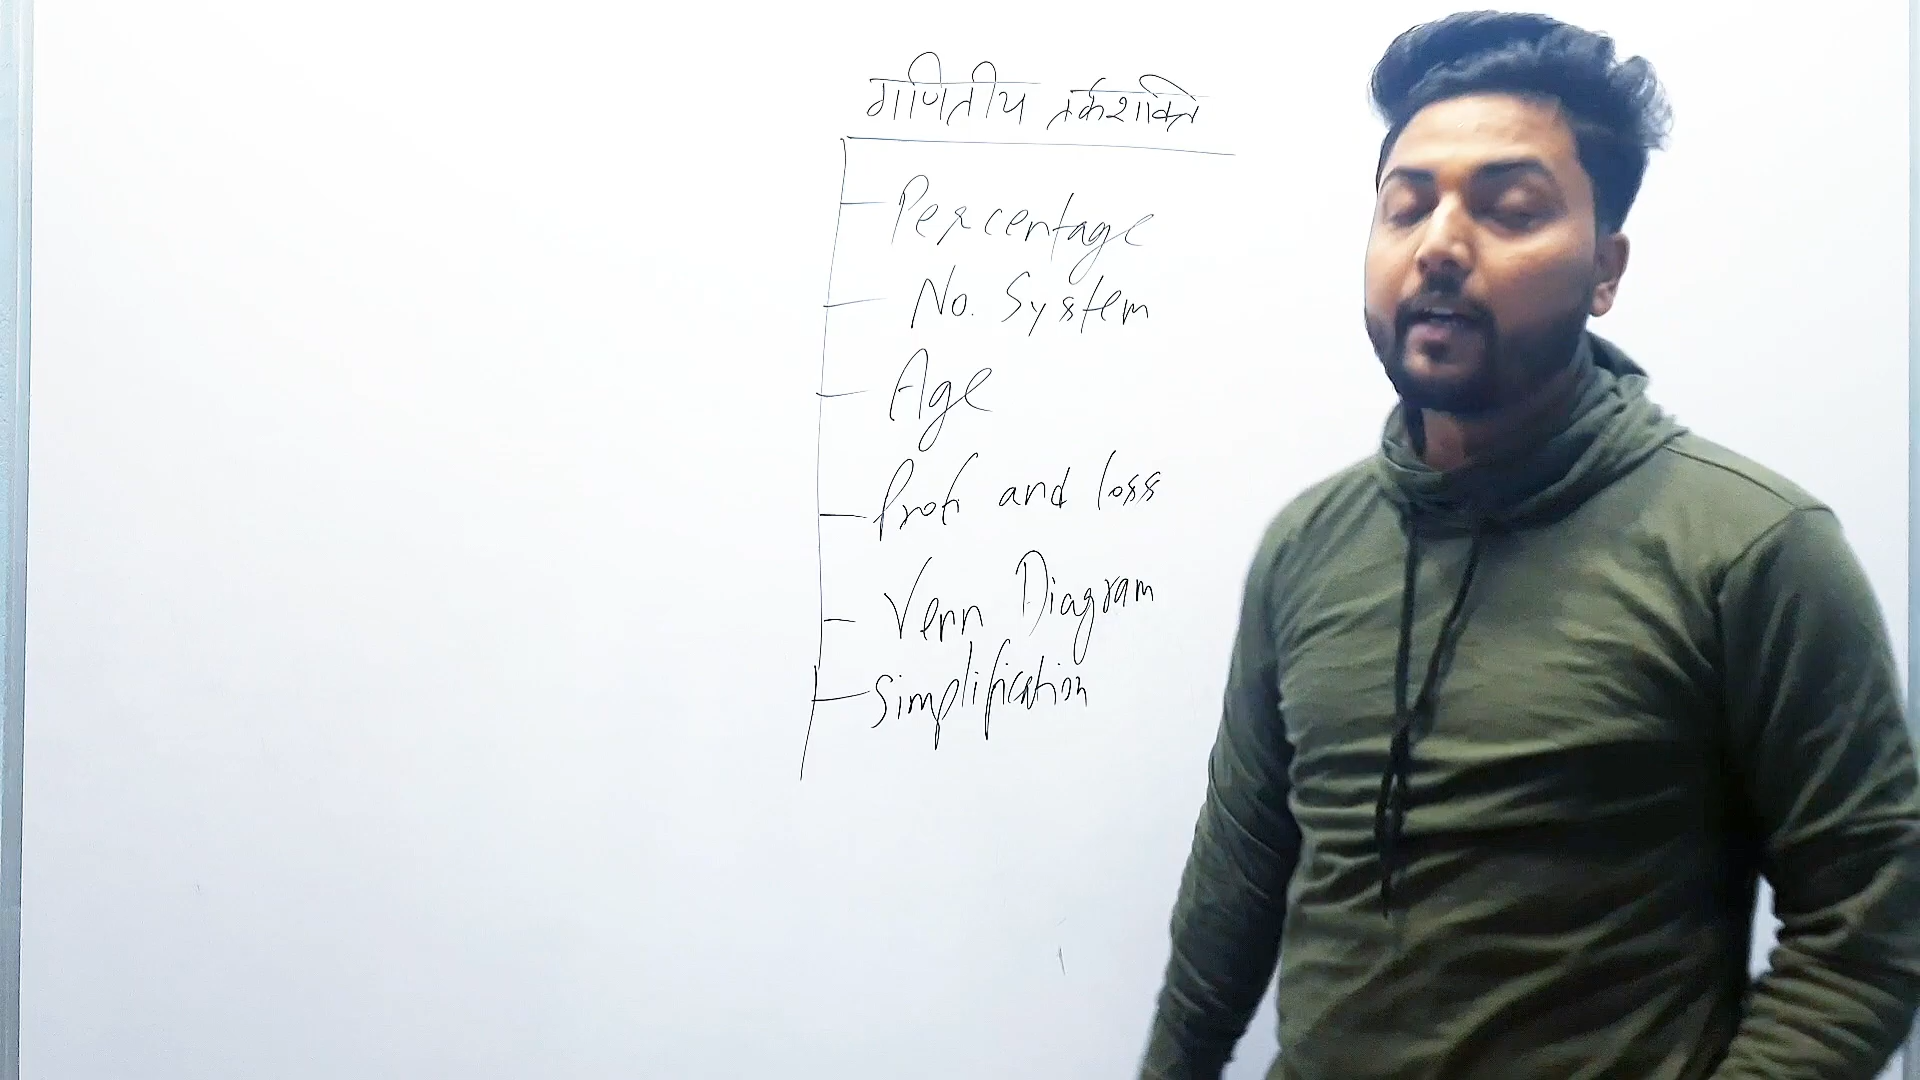 गणितीय तर्कशक्ति
Percentage
No. System
Age
Profi and loss
Venn Diagram
Simplification